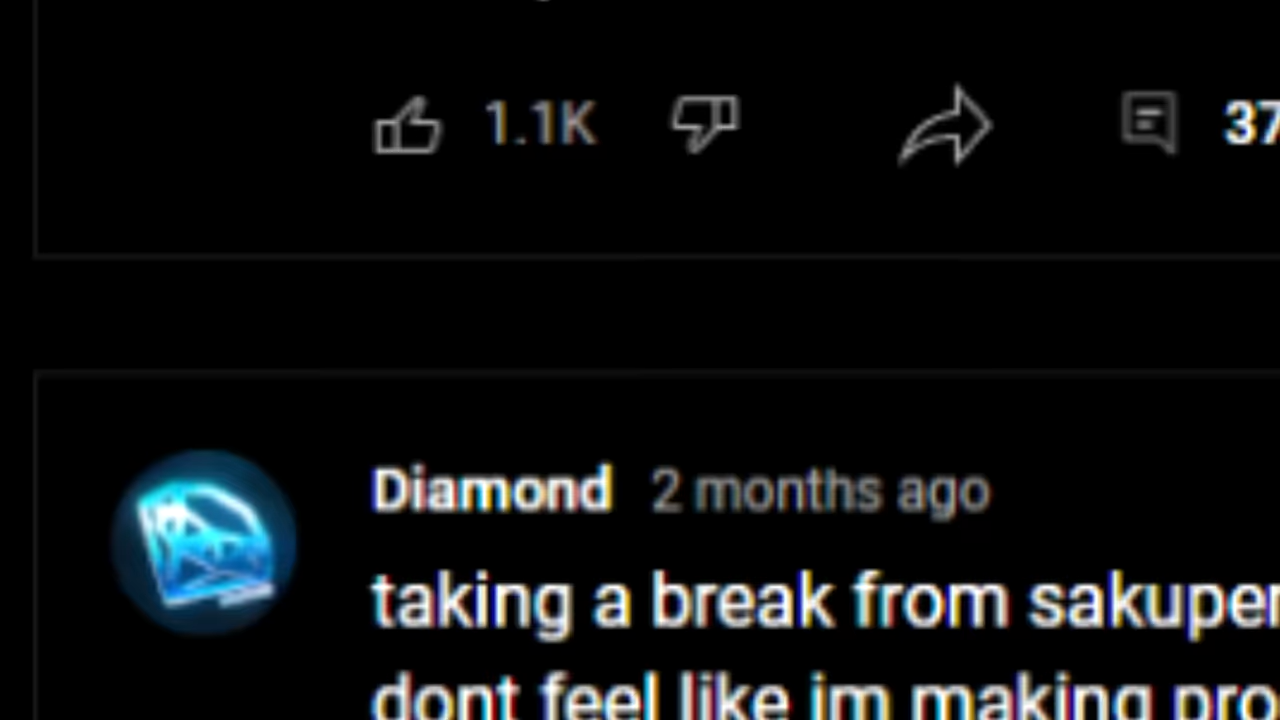 1.1K 37
Diamond 2 months ago
taking a break from sakuper
dont feel like im making pro